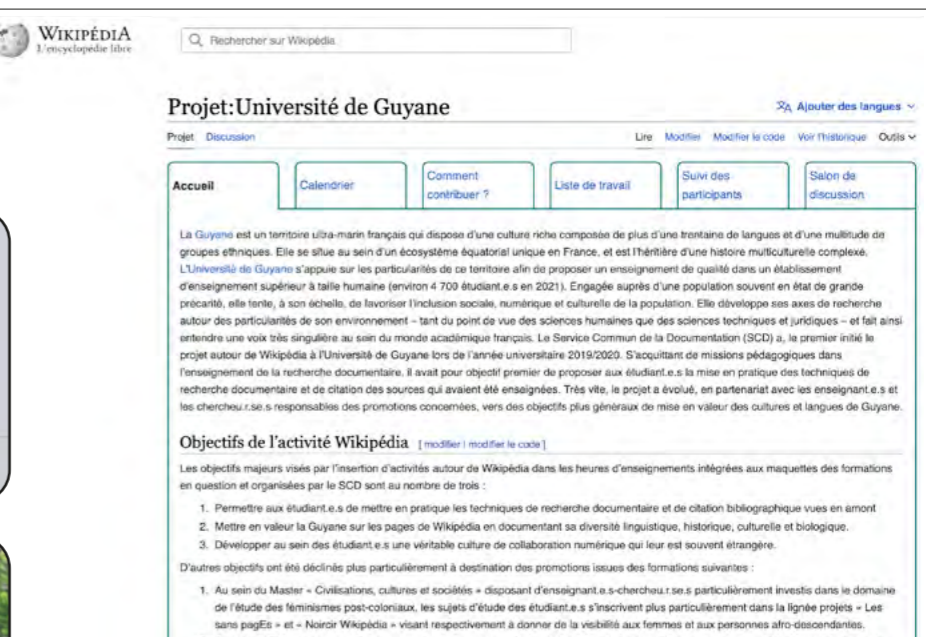 WIKIPÉDIA
L'encyclopédie libre
Rechercher sur Wikipédia
Projet:Université de Guyane
Ajouter des langues
Projet Discussion Lire Modifier Modifier le code Voir l'historique Outils
Accueil
Calendrier
Comment
contribuer ?
Liste de travail
Suivi des
participants
Salon de
discussion
La Guyane est un territoire ultra-marin français qui dispose d'une culture riche composée de plus d'une trentaine de langues et d'une multitude de
groupes ethniques. Elle se situe au sein d'un écosystème équatorial unique en France, et est l'héritière d'une histoire multiculturelle complexe.
L'Université de Guyane s'appuie sur les particularités de ce territoire afin de proposer un enseignement de qualité dans un établissement
d'enseignement supérieur à taille humaine (environ 4 700 étudiant.e.s en 2021). Engagée auprès d'une population souvent en état de grande
précarité, elle tente, à son échelle, de favoriser l'inclusion sociale, numérique et culturelle de la population. Elle développe ses axes de recherche
autour des particularités de son environnement – tant du point de vue des sciences humaines que des sciences techniques et juridiques – et fait ainsi
entendre une voix très singulière au sein du monde académique français. Le Service Commun de la Documentation (SCD) a, le premier initié le
projet autour de Wikipédia à l'Université de Guyane lors de l'année universitaire 2019/2020. S'acquittant de missions pédagogiques dans
l'enseignement de la recherche documentaire, il avait pour objectif premier de proposer aux étudiant.e.s la mise en pratique des techniques de
recherche documentaire et de citation des sources qui avaient été enseignées. Très vite, le projet a évolué, en partenariat avec les enseignant.e.s et
les chercheu.r.se.s responsables des promotions concernées, vers des objectifs plus généraux de mise en valeur des cultures et langues de Guyane.
Objectifs de l'activité Wikipédia [ modifier | modifier le code ]
Les objectifs majeurs visés par l'insertion d'activités autour de Wikipédia dans les heures d'enseignements intégrées aux maquettes des formations
en question et organisées par le SCD sont au nombre de trois :
1. Permettre aux étudiant.e.s de mettre en pratique les techniques de recherche documentaire et de citation bibliographique vues en amont
2. Mettre en valeur la Guyane sur les pages de Wikipédia en documentant sa diversité linguistique, historique, culturelle et biologique.
3. Développer au sein des étudiant.e.s une véritable culture de collaboration numérique qui leur est souvent étrangère.
D'autres objectifs ont été déclinés plus particulièrement à destination des promotions issues des formations suivantes :
1. Au sein du Master « Civilisations, cultures et sociétés » disposant d'enseignant.e.s-chercheu.r.se.s particulièrement investis dans le domaine
de l'étude des féminismes post-coloniaux, les sujets d'étude des étudiant.e.s s'inscrivent plus particulièrement dans la lignée projets « Les
sans pagEs » et « Noircir Wikipédia » visant respectivement à donner de la visibilité aux femmes et aux personnes afro-descendantes.